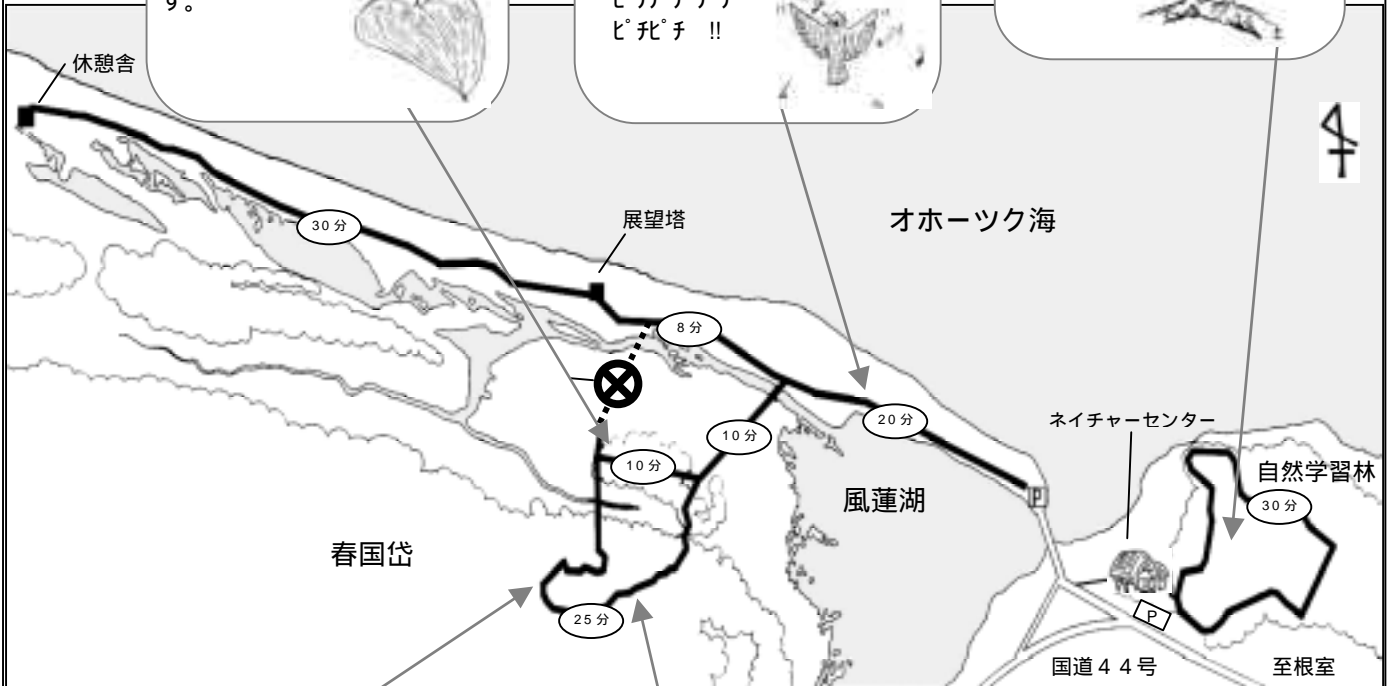 す。
ピチピチ !!
休憩舎
30分
展望塔
オホーツク海
8分
20分
10分
10分
ネイチャーセンター
自然学習林
30分
風蓮湖
春国岱
25分
P
P
国道44号
至根室